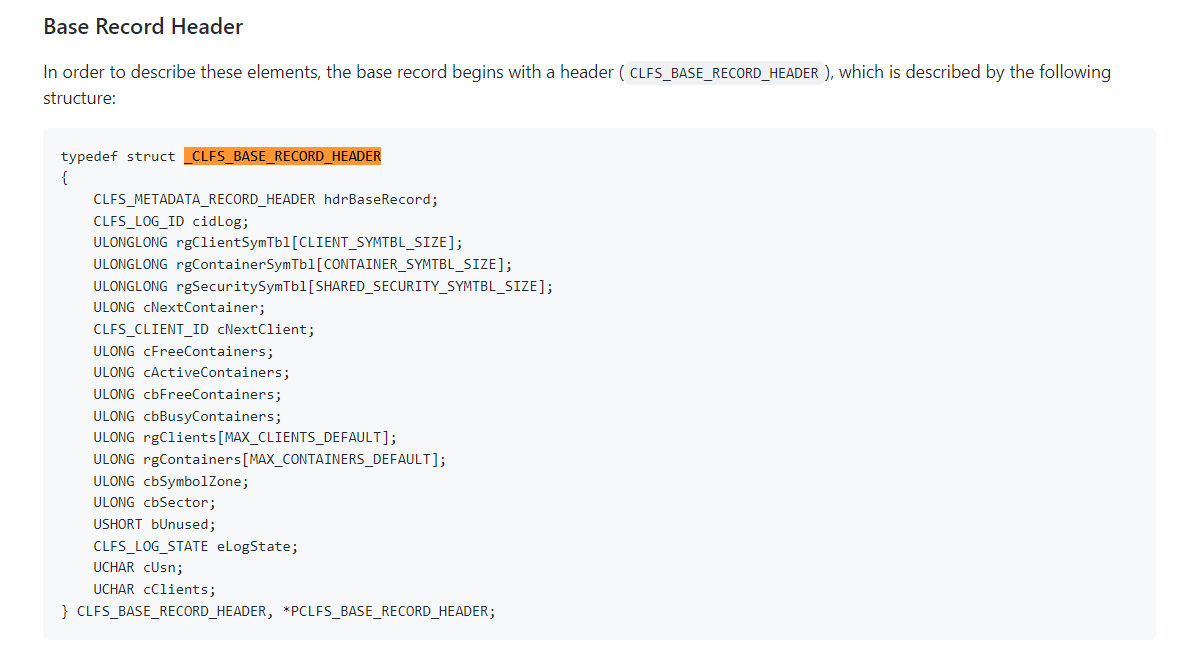 Base Record Header
In order to describe these elements, the base record begins with a header ( CLFS_BASE_RECORD_HEADER ), which is described by the following
structure:
typedef struct _CLFS_BASE_RECORD_HEADER
{
    CLFS_METADATA_RECORD_HEADER hdrBaseRecord;
    CLFS_LOG_ID cidLog;
    ULONGLONG rgClientSymTbl[CLIENT_SYMTBL_SIZE];
    ULONGLONG rgContainerSymTbl[CONTAINER_SYMTBL_SIZE];
    ULONGLONG rgSecuritySymTbl[SHARED_SECURITY_SYMTBL_SIZE];
    ULONG cNextContainer;
    CLFS_CLIENT_ID cNextClient;
    ULONG cFreeContainers;
    ULONG cActiveContainers;
    ULONG cbFreeContainers;
    ULONG cbBusyContainers;
    ULONG rgClients[MAX_CLIENTS_DEFAULT];
    ULONG rgContainers[MAX_CONTAINERS_DEFAULT];
    ULONG cbSymbolZone;
    ULONG cbSector;
    USHORT bUnused;
    CLFS_LOG_STATE eLogState;
    UCHAR cUsn;
    UCHAR cClients;
} CLFS_BASE_RECORD_HEADER, *PCLFS_BASE_RECORD_HEADER;